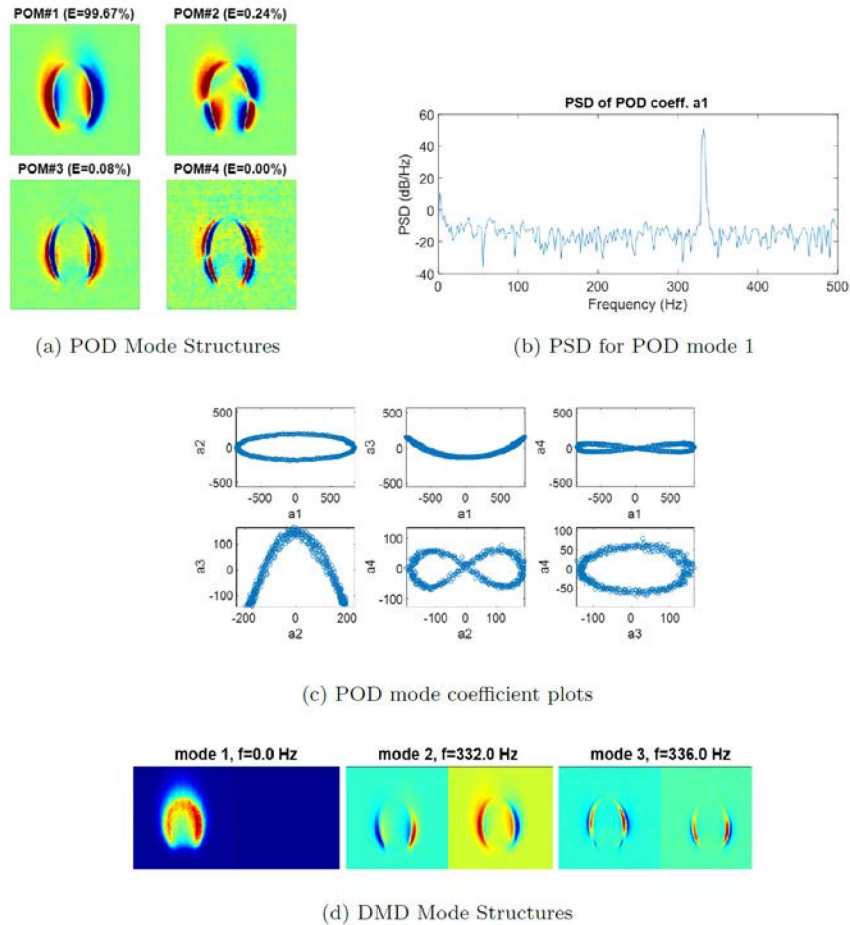 POM#1 (E=99.67%)
POM#2 (E=0.24%)
POM#3 (E=0.08%)
POM#4 (E=0.00%)
(a) POD Mode Structures
PSD of POD coeff. a1
PSD (dB/Hz)
60
40
20
0
-20
-40
0 100 200 300 400 500
Frequency (Hz)
(b) PSD for POD mode 1
a2
500
0
-500
-500 0 500
a1
a3
500
0
-500
-500 0 500
a1
a4
500
0
-500
-500 0 500
a1
a3
100
0
-100
-200 0 200
a2
a4
100
0
-100
-100 0 100
a2
a4
100
50
0
-50
-100 0 100
a3
(c) POD mode coefficient plots
mode 1, f=0.0 Hz
mode 2, f=332.0 Hz
mode 3, f=336.0 Hz
(d) DMD Mode Structures